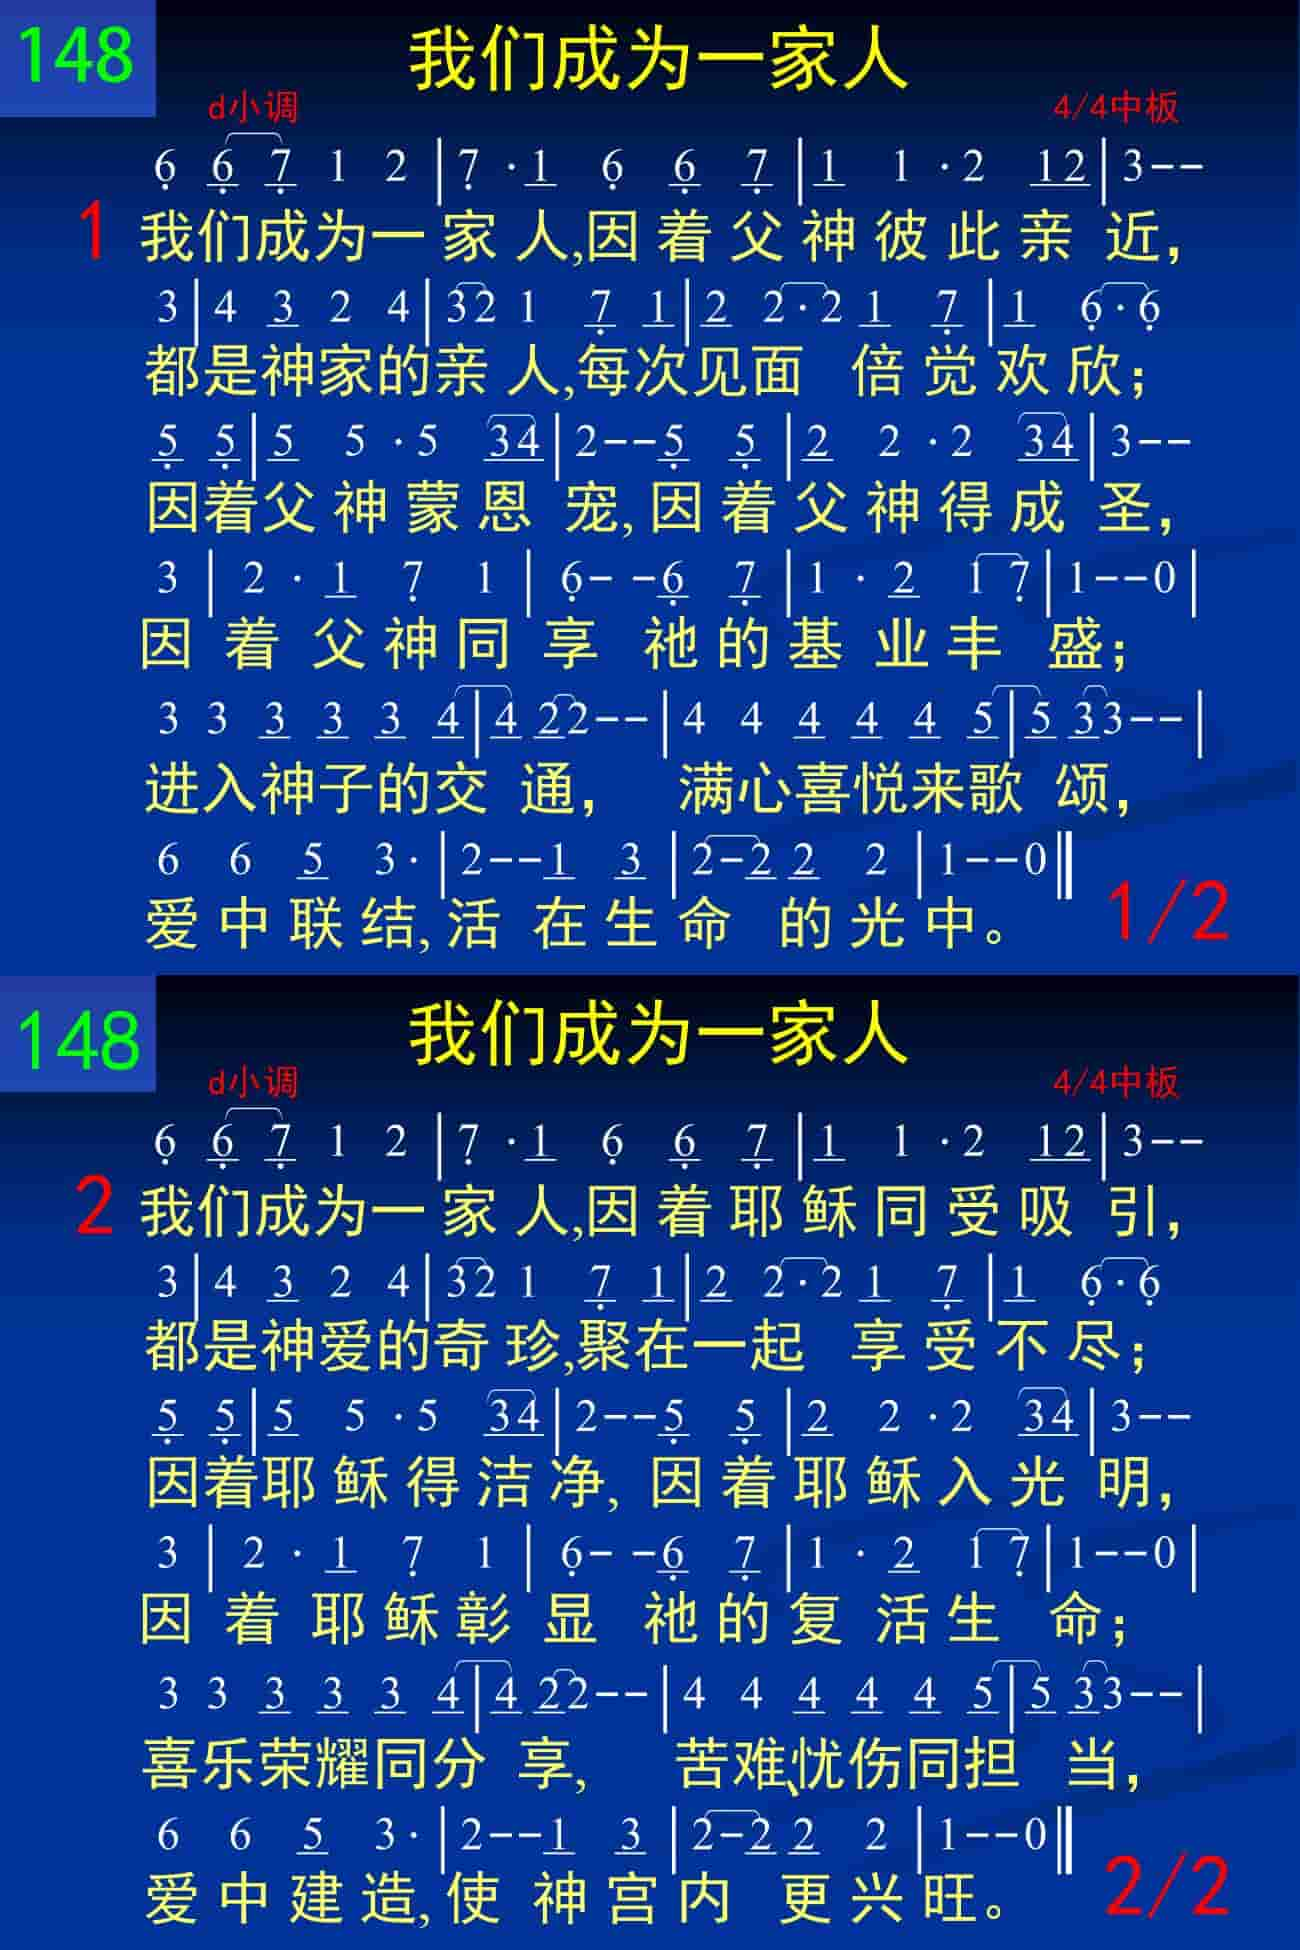 148
我们成为一家人
d小调
4/4中板
6 6 7 1 2 | 7 · 1 6 6 7 | 1 1 · 2 12 | 3--
1 我们成为一家人,因着父神彼此亲近,
3 | 4 3 2 4 | 32 1 7 1 | 2 2 · 2 1 7 | 1 6 · 6
都是神家的亲人,每次见面 倍觉欢欣;
5 5 | 5 5 · 5 34 | 2--5 5 | 2 2 · 2 34 | 3--
因着父神蒙恩宠,因着父神得成圣,
3 | 2 · 1 7 1 | 6- -6 7 | 1 · 2 1 7 | 1--0 |
因着父神同享祂的基业丰盛;
3 3 3 3 3 4 | 4 22-- | 4 4 4 4 4 5 | 5 33-- |
进入神子的交通, 满心喜悦来歌颂,
6 6 5 3 · | 2--1 3 | 2-2 2 2 | 1--0 ||
爱中联结,活在生命的光中。
1/2
148
我们成为一家人
d小调
4/4中板
6 6 7 1 2 | 7 · 1 6 6 7 | 1 1 · 2 12 | 3--
2 我们成为一家人,因着耶稣同受吸引,
3 | 4 3 2 4 | 32 1 7 1 | 2 2 · 2 1 7 | 1 6 · 6
都是神爱的奇珍,聚在一起 享受不尽;
5 5 | 5 5 · 5 34 | 2--5 5 | 2 2 · 2 34 | 3--
因着耶稣得洁净,因着耶稣入光明,
3 | 2 · 1 7 1 | 6- -6 7 | 1 · 2 1 7 | 1--0 |
因着耶稣彰显祂的复活生命;
3 3 3 3 3 4 | 4 22-- | 4 4 4 4 4 5 | 5 33-- |
喜乐荣耀同分享, 苦难、忧伤同担当,
6 6 5 3 · | 2--1 3 | 2-2 2 2 | 1--0 ||
爱中建造,使神宫内更兴旺。
2/2